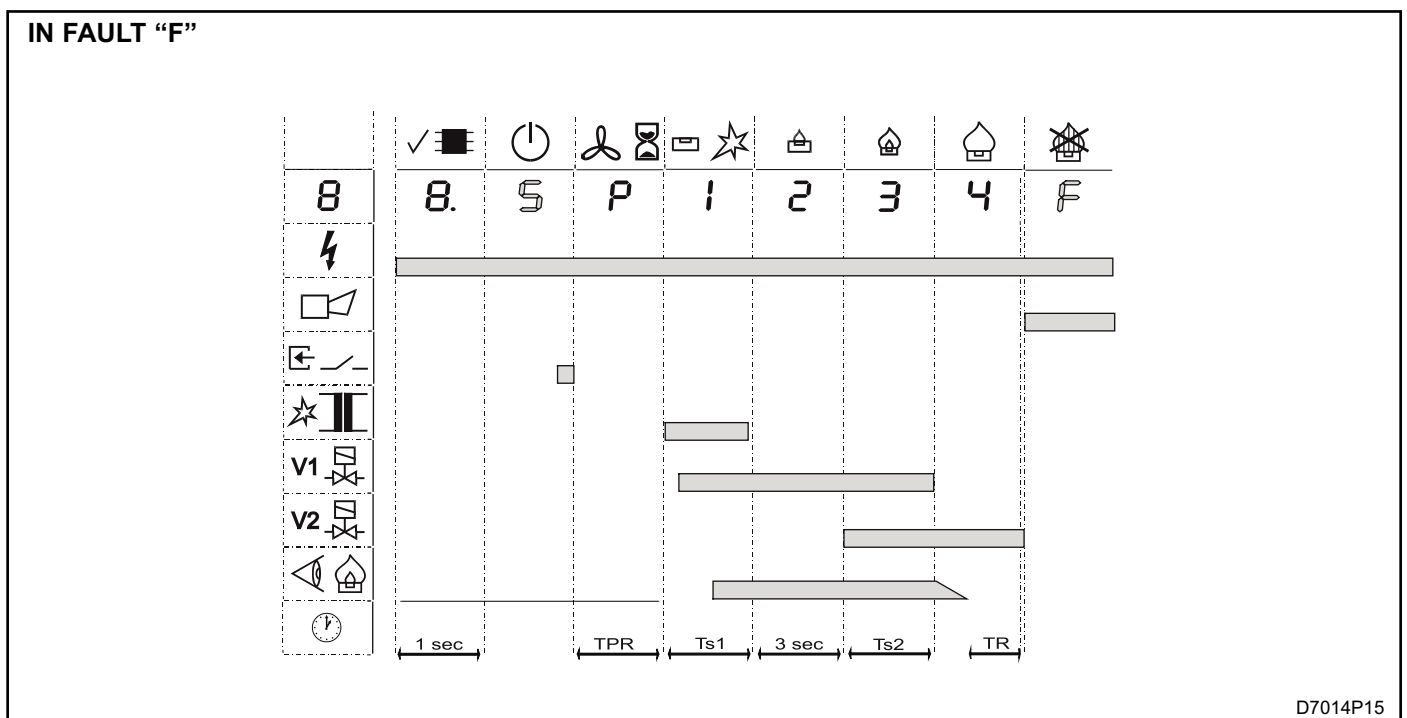 IN FAULT “F”
8 8. S P 1 2 3 4 F
V1
V2
1 sec TPR Ts1 3 sec Ts2 TR
D7014P15